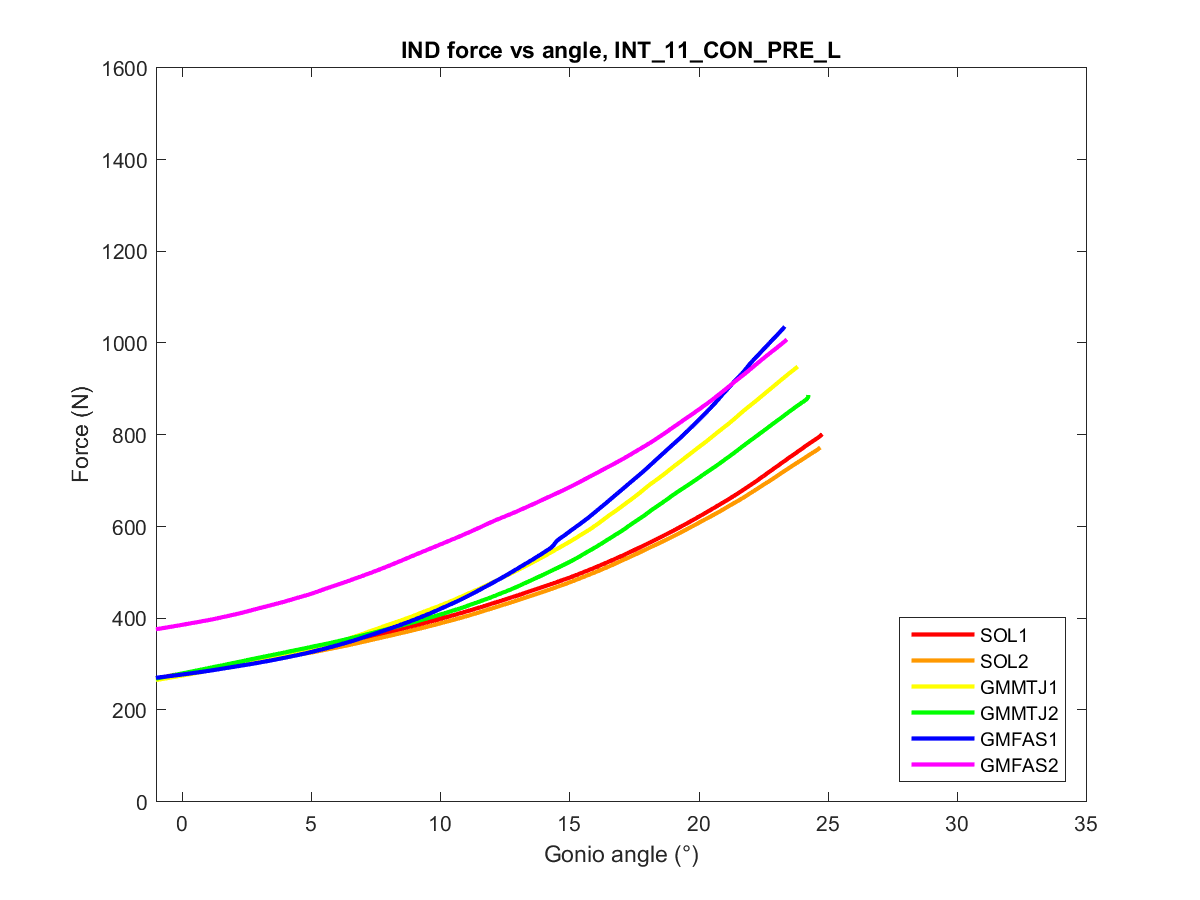 IND force vs angle, INT_11_CON_PRE_L
1600
1400
1200
1000
800
600
400
200
0
Force (N)
0 5 10 15 20 25 30 35
Gonio angle (°)
SOL1
SOL2
GMMTJ1
GMMTJ2
GMFAS1
GMFAS2